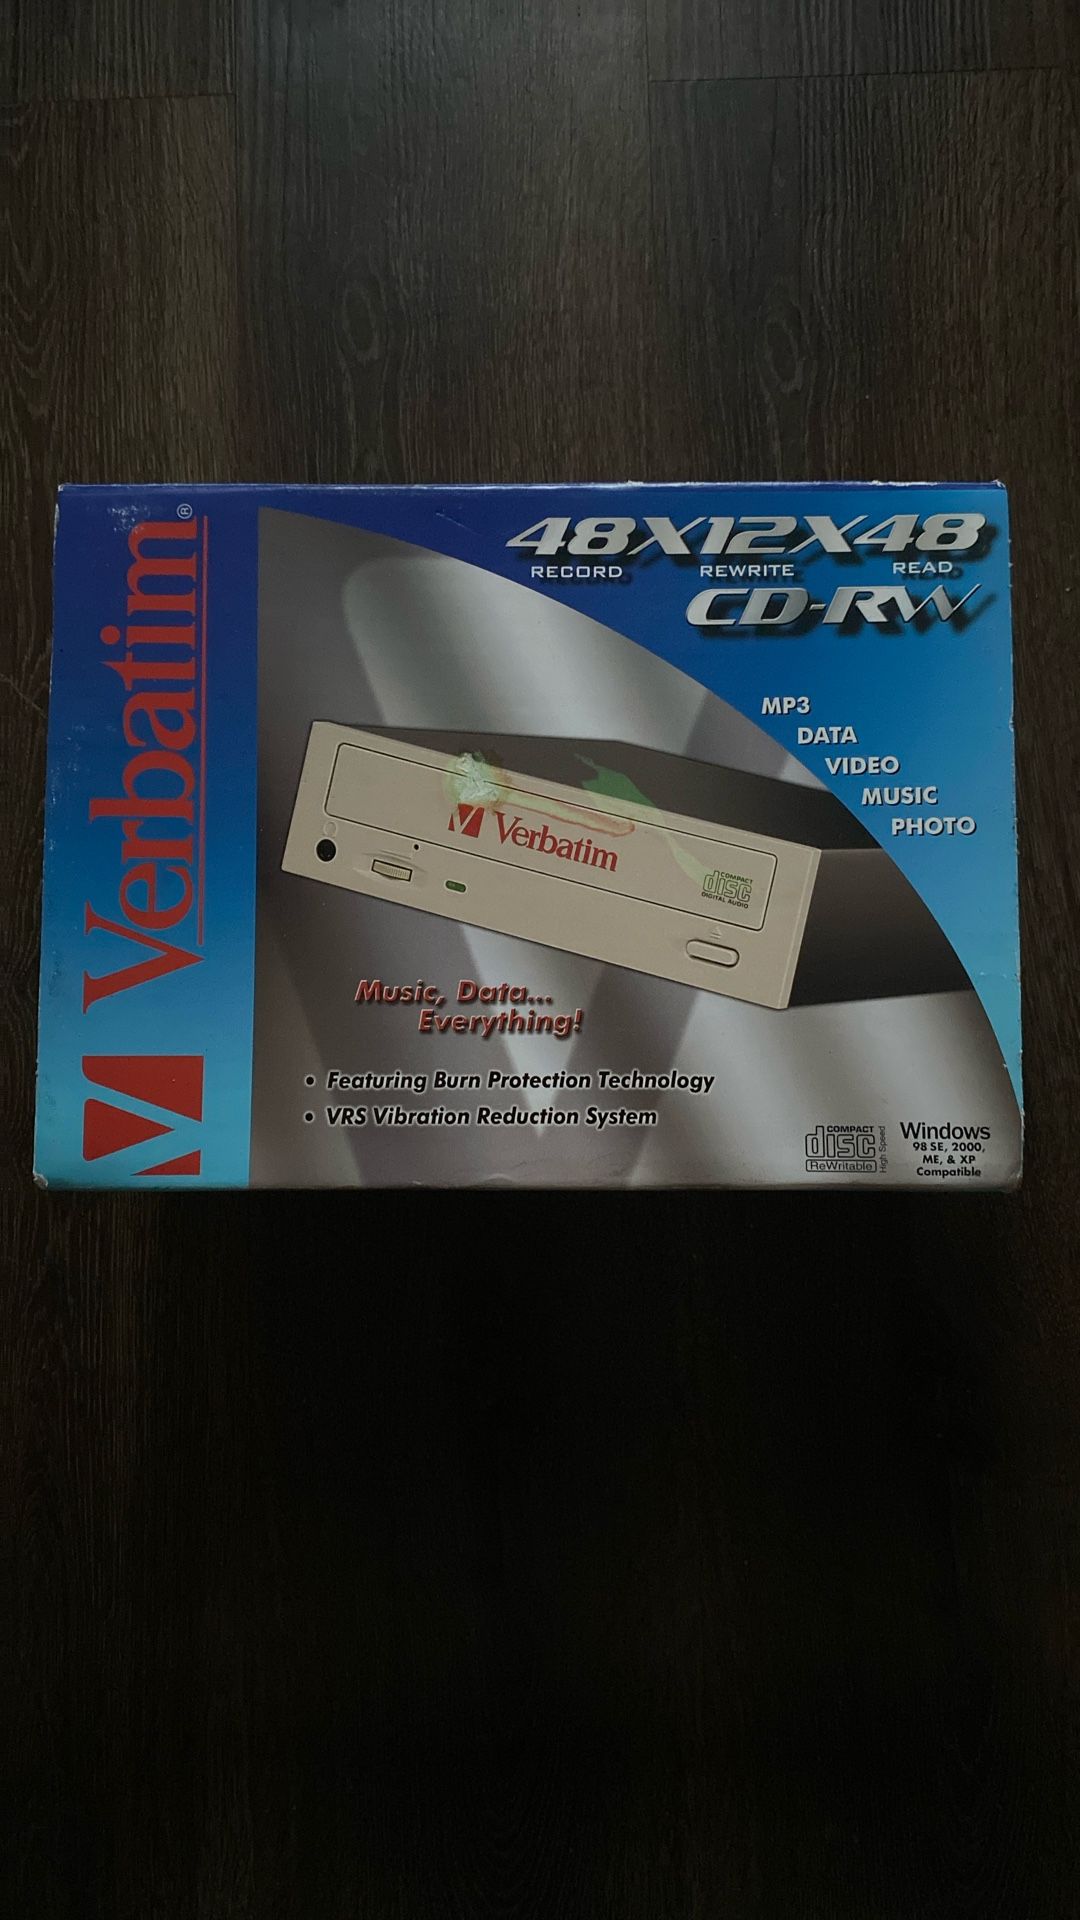 Verbatim®
48X12X48
RECORD REWRITE READ
CD-RW
MP3
DATA
VIDEO
MUSIC
PHOTO
Verbatim
COMPACT
disc
DIGITAL AUDIO
Music, Data...
Everything!
• Featuring Burn Protection Technology
• VRS Vibration Reduction System
COMPACT
disc
ReWritable
High Speed
Windows
98 SE, 2000,
ME, & XP
Compatible